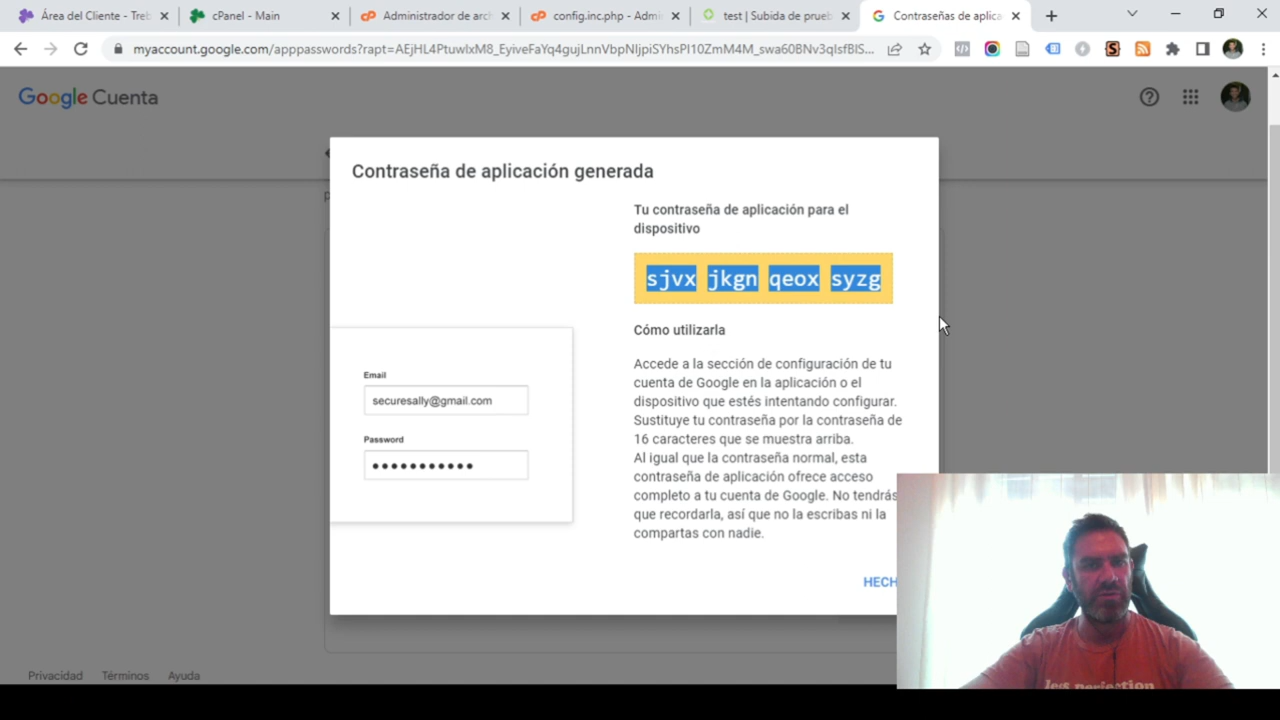 Área del Cliente - Treb
cPanel - Main
Administrador de arch
config.inc.php - Admi
test | Subida de prueb
Contraseñas de aplica
myaccount.google.com/apppasswords?rapt=
Google Cuenta
Contraseña de aplicación generada
Tu contraseña de aplicación para el
dispositivo
sjvx jkgn qeox syzg
Cómo utilizarla
Accede a la sección de configuración de tu
cuenta de Google en la aplicación o el
dispositivo que estés intentando configurar.
Sustituye tu contraseña por la contraseña de
16 caracteres que se muestra arriba.
Al igual que la contraseña normal, esta
contraseña de aplicación ofrece acceso
completo a tu cuenta de Google. No tendrás
que recordarla, así que no la escribas ni la
compartas con nadie.
Email
securesally@gmail.com
Password
HECH
Privacidad
Términos
Ayuda
less perfection